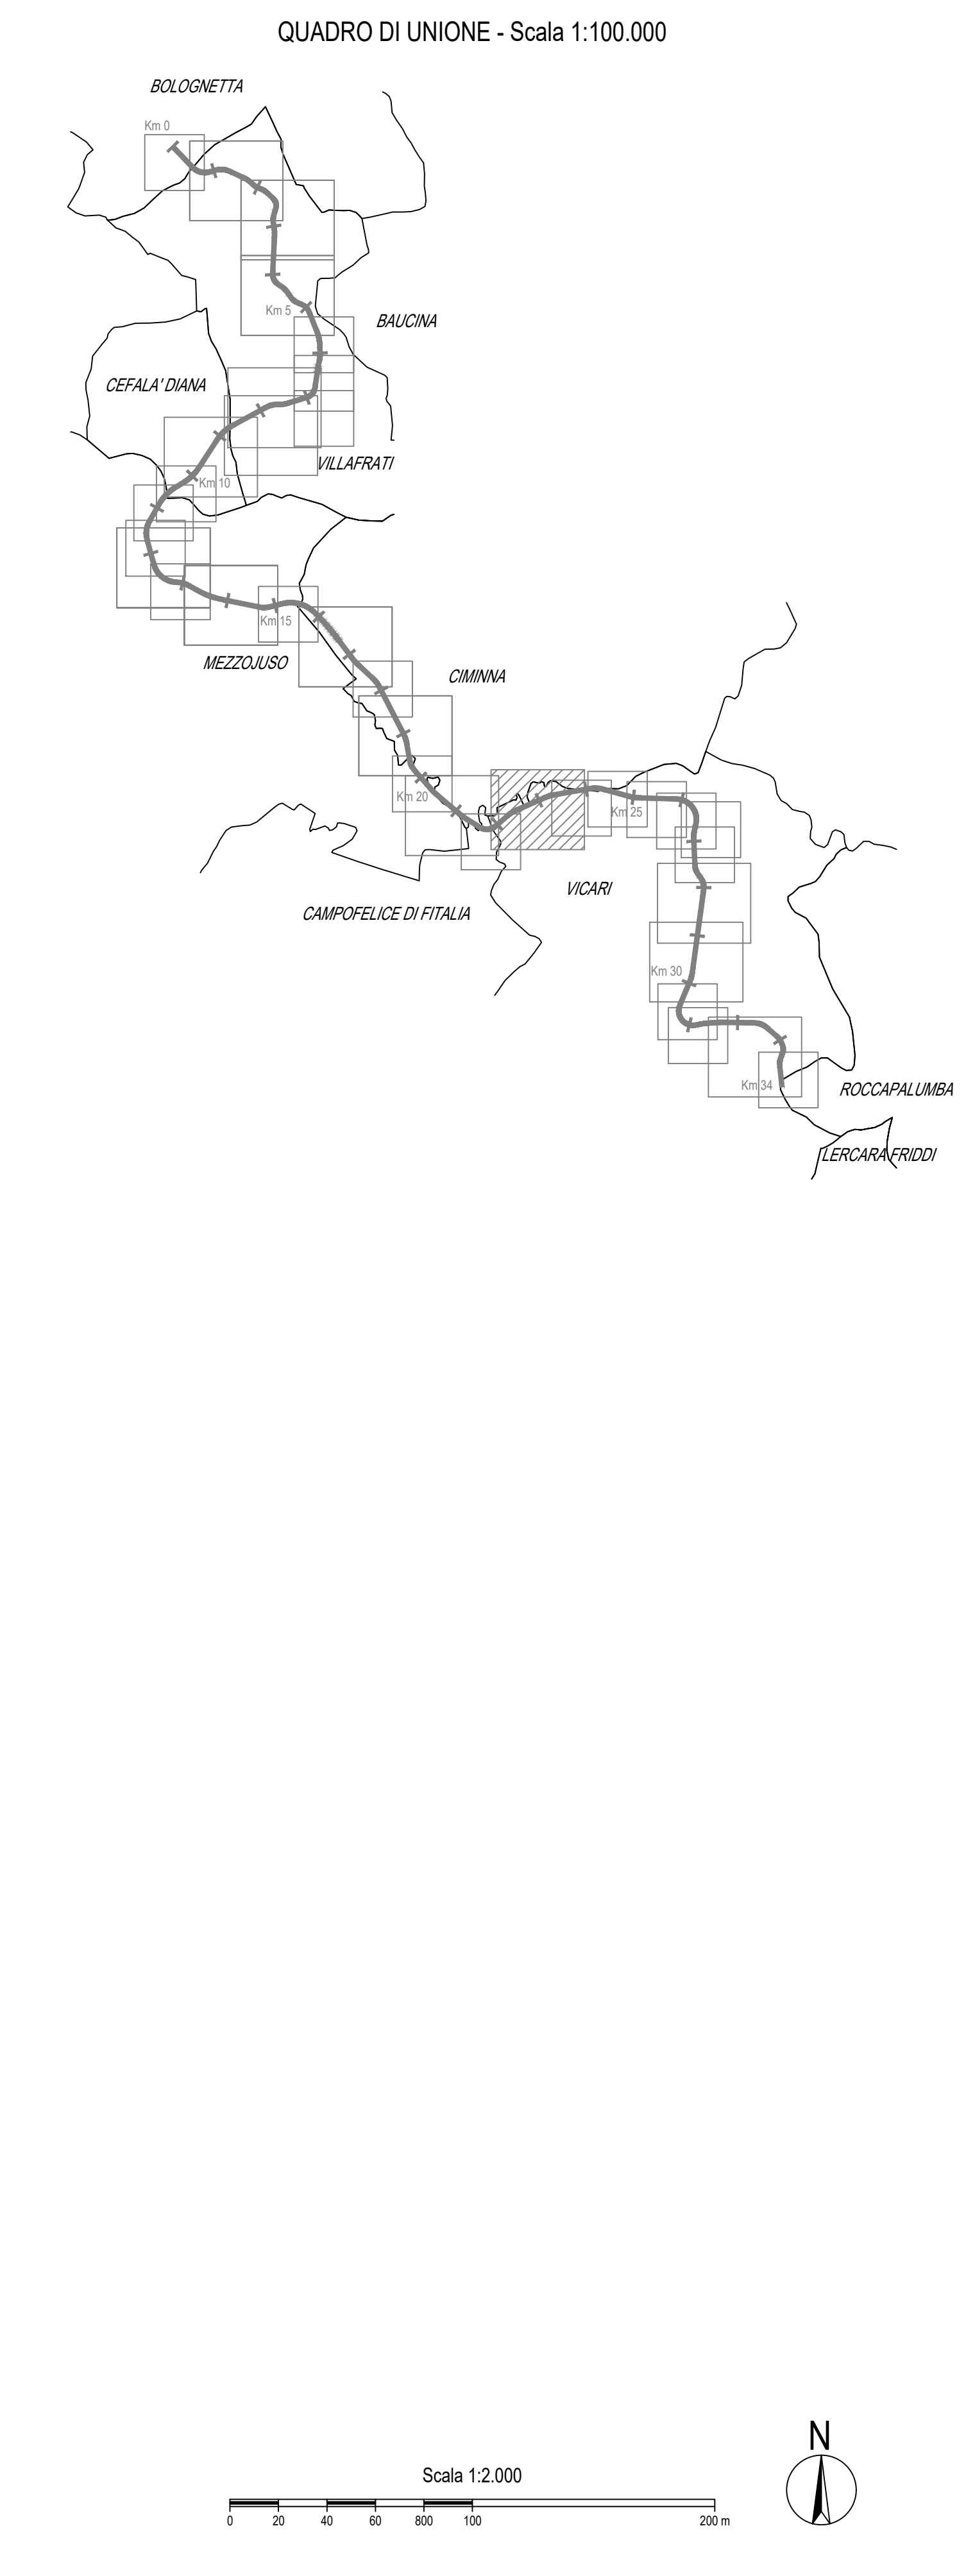 QUADRO DI UNIONE - Scala 1:100.000
BOLOGNETTA
Km 0
Km 5
BAUCINA
CEFALA' DIANA
VILLAFRATI
Km 10
Km 15
MEZZOJUSO
CIMINNA
Km 20
Km 25
VICARI
CAMPOFELICE DI FITALIA
Km 30
Km 34
ROCCAPALUMBA
LERCARA FRIDDI
N
Scala 1:2.000
0 20 40 60 800 100 200 m